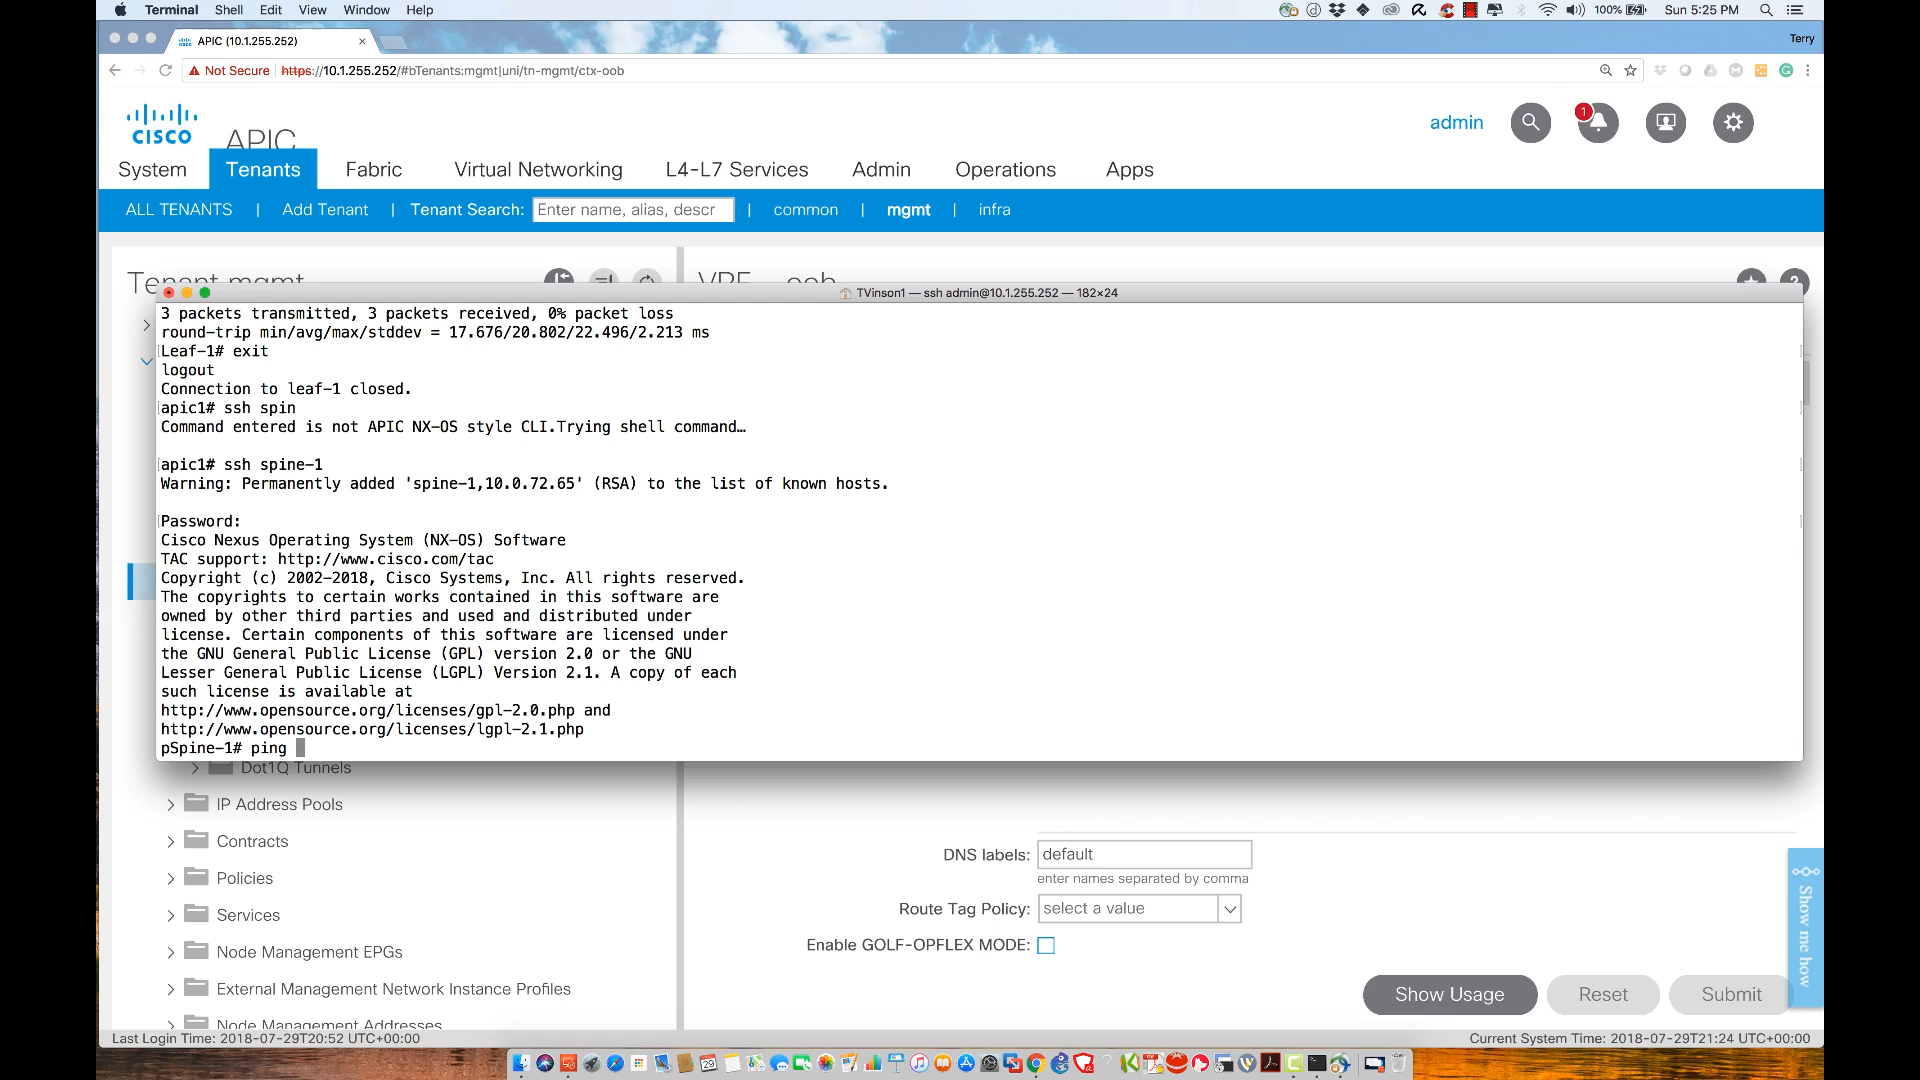 Terminal Shell Edit View Window Help 100% Sun 5:25 PM
APIC (10.1.255.252) Terry
Not Secure https://10.1.255.252/#bTenants:mgmt|uni/tn-mgmt/ctx-oob
CISCO APIC admin 1
System Tenants Fabric Virtual Networking L4-L7 Services Admin Operations Apps
ALL TENANTS | Add Tenant | Tenant Search: Enter name, alias, descr | common | mgmt | infra
Tenant mgmt VRF oob
TVinson1 — ssh admin@10.1.255.252 — 182×24
3 packets transmitted, 3 packets received, 0% packet loss
round-trip min/avg/max/stddev = 17.676/20.802/22.496/2.213 ms
Leaf-1# exit
logout
Connection to leaf-1 closed.
apic1# ssh spin
Command entered is not APIC NX-OS style CLI.Trying shell command…
apic1# ssh spine-1
Warning: Permanently added 'spine-1,10.0.72.65' (RSA) to the list of known hosts.
Password:
Cisco Nexus Operating System (NX-OS) Software
TAC support: http://www.cisco.com/tac
Copyright (c) 2002-2018, Cisco Systems, Inc. All rights reserved.
The copyrights to certain works contained in this software are
owned by other third parties and used and distributed under
license. Certain components of this software are licensed under
the GNU General Public License (GPL) version 2.0 or the GNU
Lesser General Public License (LGPL) Version 2.1. A copy of each
such license is available at
http://www.opensource.org/licenses/gpl-2.0.php and
http://www.opensource.org/licenses/lgpl-2.1.php
pSpine-1# ping
Dot1Q Tunnels
IP Address Pools
Contracts
Policies
Services
Node Management EPGs
External Management Network Instance Profiles
Node Management Addresses
DNS labels: default
enter names separated by comma
Route Tag Policy: select a value
Enable GOLF-OPFLEX MODE:
Show Usage Reset Submit
Show me how
Last Login Time: 2018-07-29T20:52 UTC+00:00 Current System Time: 2018-07-29T21:24 UTC+00:00